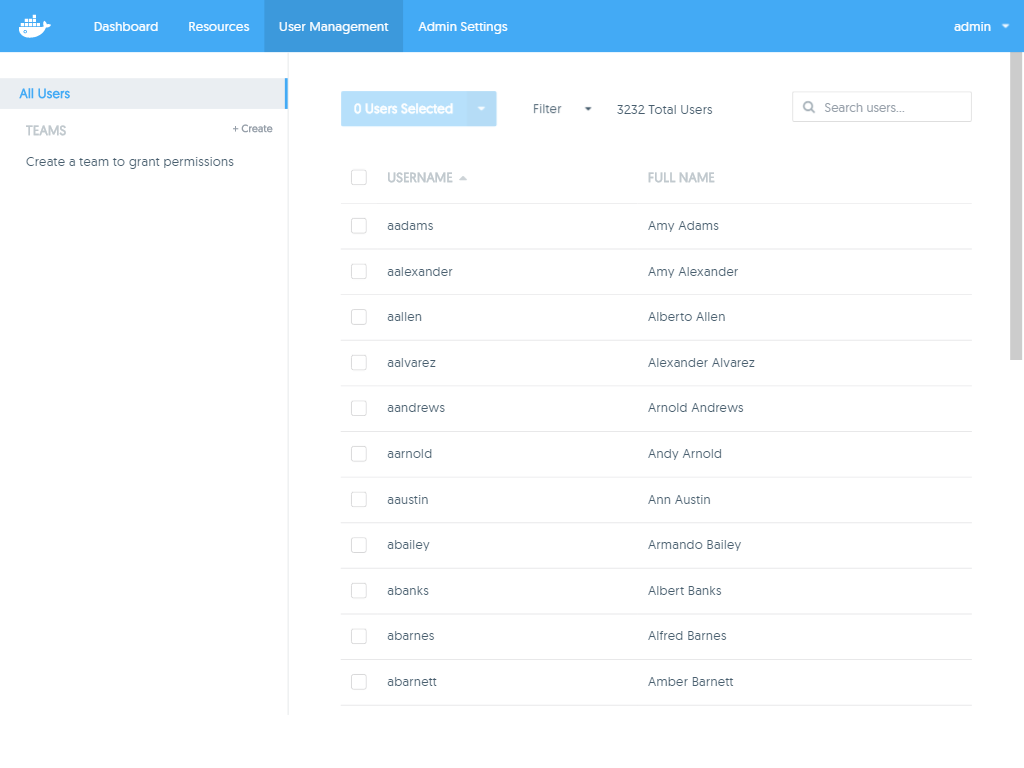 Dashboard Resources User Management Admin Settings admin
All Users
TEAMS + Create
Create a team to grant permissions
0 Users Selected Filter 3232 Total Users Search users...
USERNAME FULL NAME
aadams Amy Adams
aalexander Amy Alexander
aallen Alberto Allen
aalvarez Alexander Alvarez
aandrews Arnold Andrews
aarnold Andy Arnold
aaustin Ann Austin
abailey Armando Bailey
abanks Albert Banks
abarnes Alfred Barnes
abarnett Amber Barnett